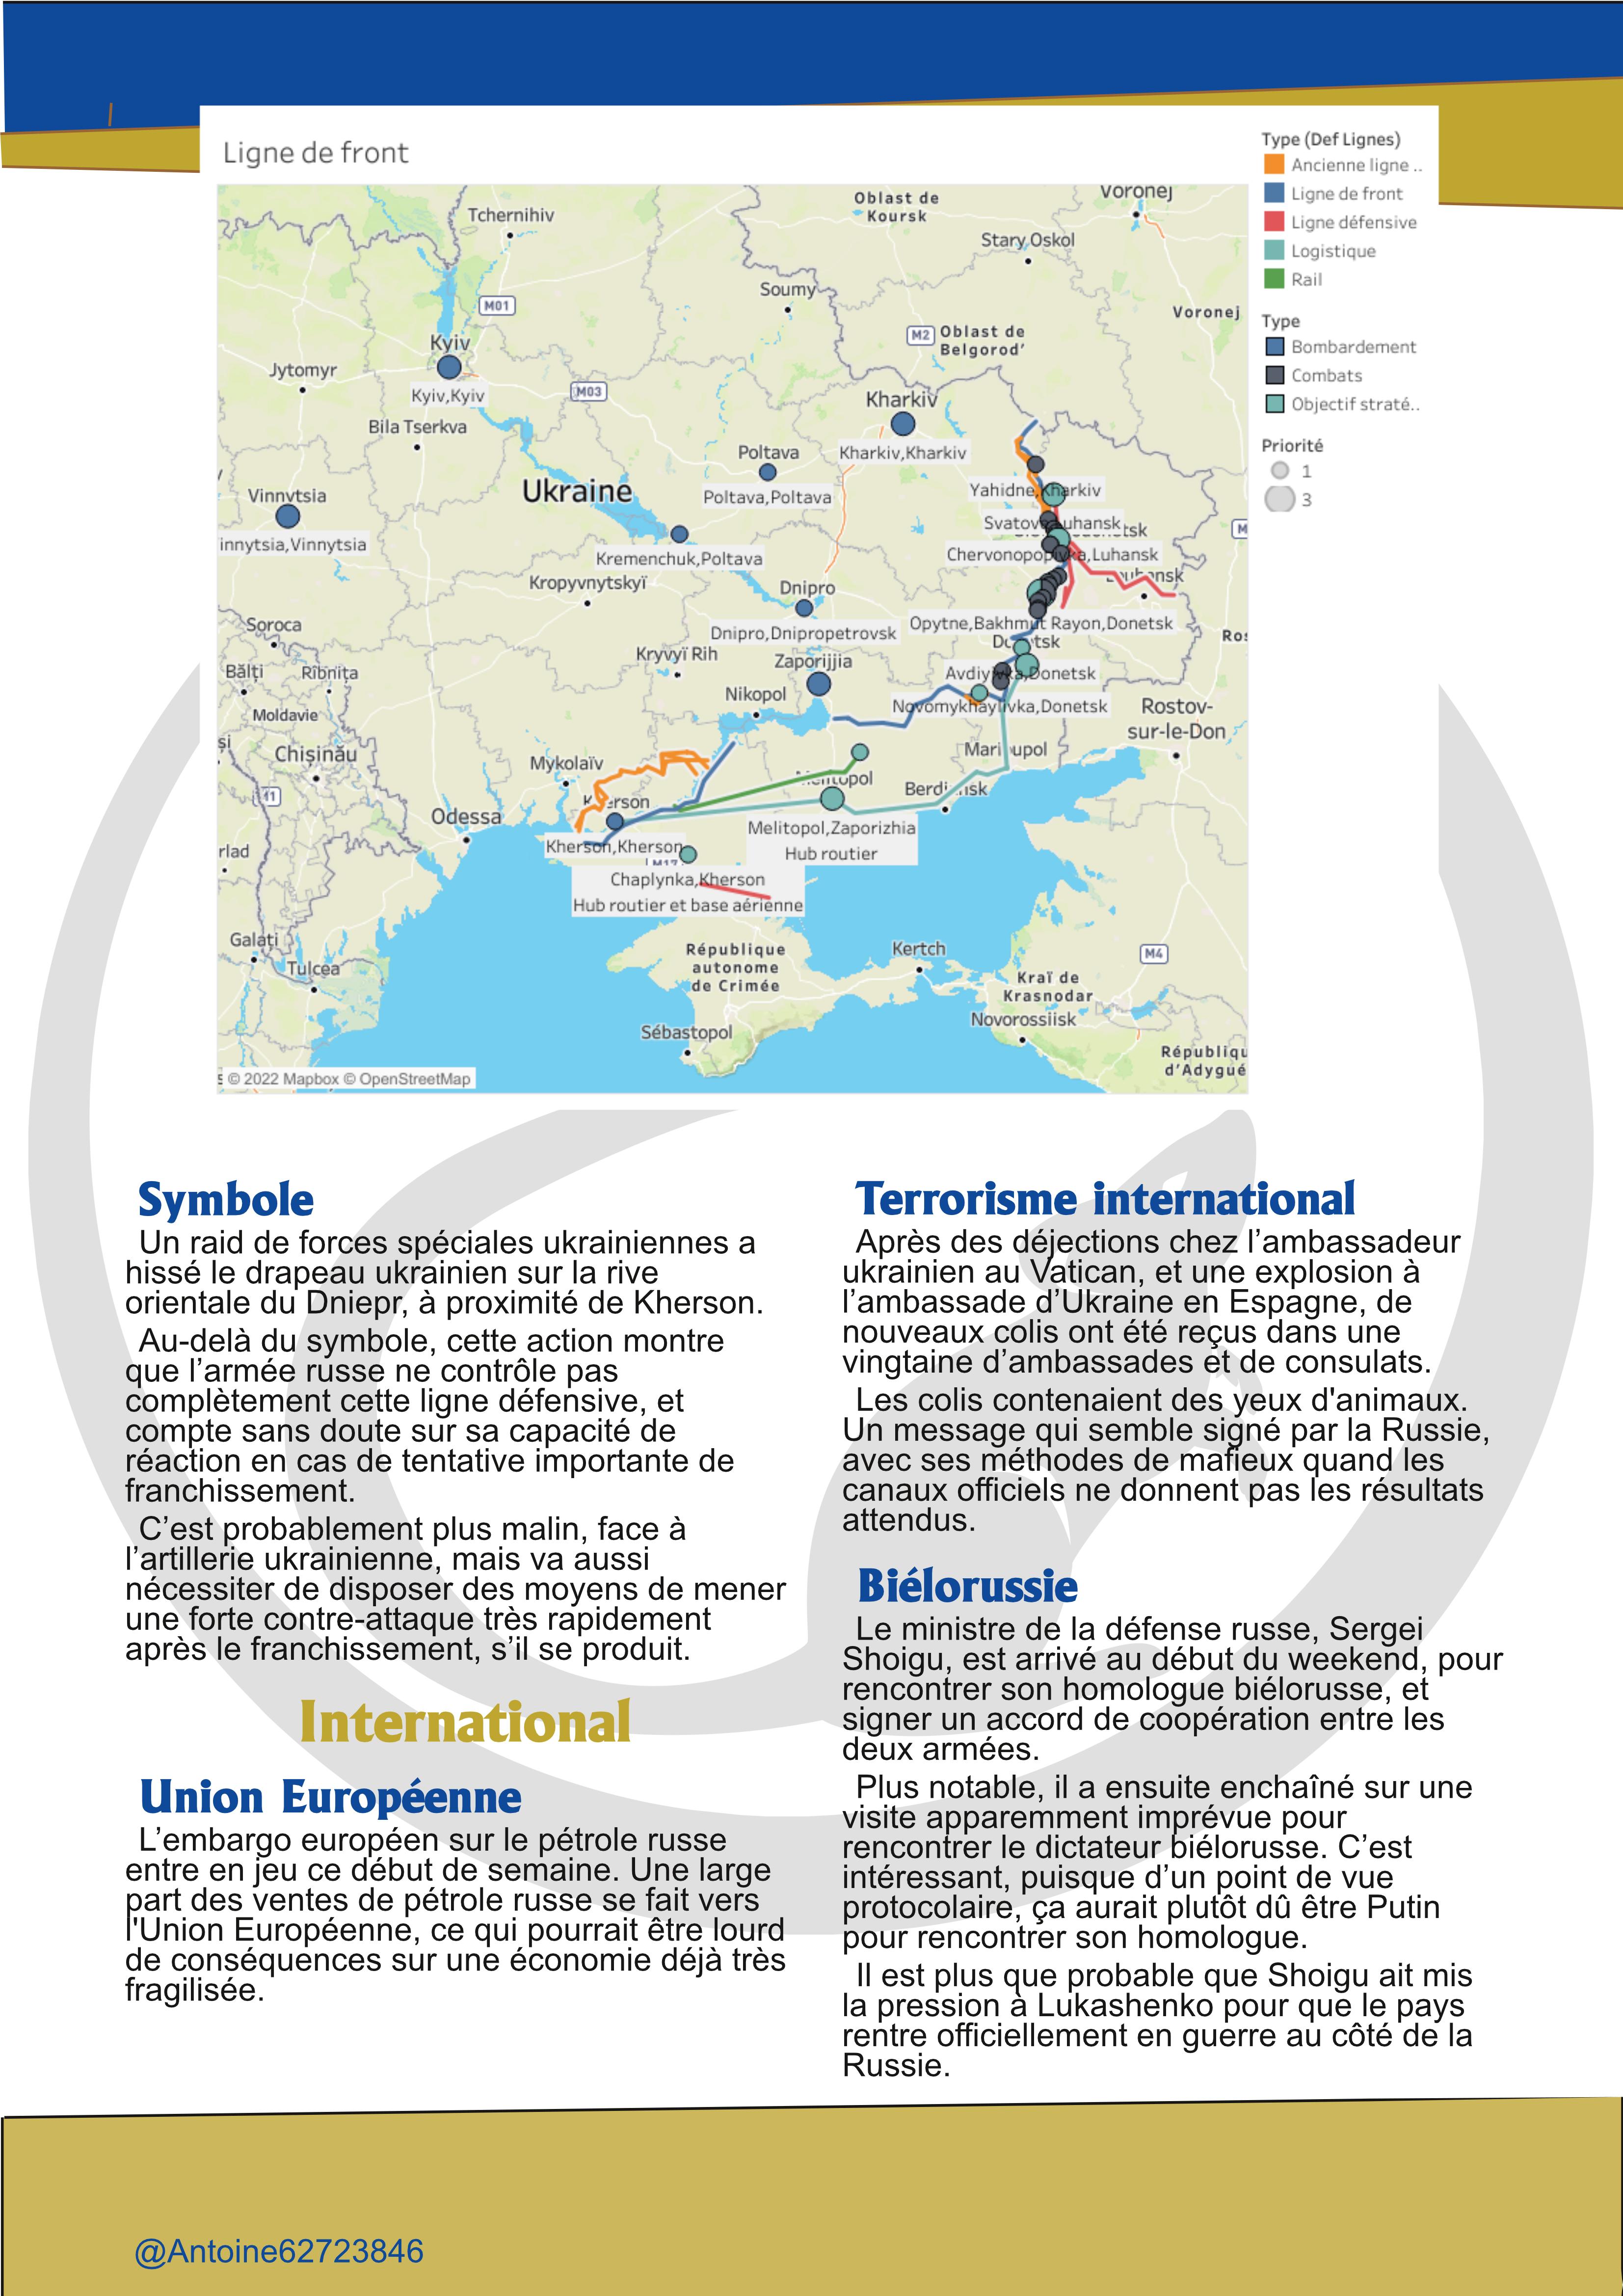 Ligne de front
Type (Def Lignes)
Ancienne ligne ..
Ligne de front
Ligne défensive
Logistique
Rail
Type
Bombardement
Combats
Objectif straté..
Priorité
1
3
Voronej
Oblast de
Koursk
Tchernihiv
Stary Oskol
Soumy
M01
Voronej
M2
Oblast de
Belgorod'
Kyiv
Jytomyr
M03
Kyiv,Kyiv
Kharkiv
Bila Tserkva
Poltava
Kharkiv,Kharkiv
Ukraine
Yahidne,Kharkiv
Vinnytsia
Poltava,Poltava
innytsia,Vinnytsia
Kremenchuk,Poltava
Chervonopopivka,Luhansk
Kropyvnytskyï
Dnipro
Soroca
Opytne,Bakhmut Rayon,Donetsk
Dnipro,Dnipropetrovsk
Kryvyï Rih
Zaporijjia
Bălți
Rîbnița
Avdiyivka,Donetsk
Nikopol
Novomykhaylivka,Donetsk
Rostov-
sur-le-Don
Moldavie
Chișinău
Mykolaïv
Odessa
Melitopol,Zaporizhia
Hub routier
Kherson,Kherson
M17
Chaplynka,Kherson
Hub routier et base aérienne
Galați
Tulcea
République
autonome
de Crimée
Kertch
M4
Kraï de
Krasnodar
Novorossiisk
Sébastopol
Républiqu
d'Adygué
© 2022 Mapbox © OpenStreetMap
Symbole
Un raid de forces spéciales ukrainiennes a
hissé le drapeau ukrainien sur la rive
orientale du Dniepr, à proximité de Kherson.
Au-delà du symbole, cette action montre
que l’armée russe ne contrôle pas
complètement cette ligne défensive, et
compte sans doute sur sa capacité de
réaction en cas de tentative importante de
franchissement.
C’est probablement plus malin, face à
l’artillerie ukrainienne, mais va aussi
nécessiter de disposer des moyens de mener
une forte contre-attaque très rapidement
après le franchissement, s’il se produit.
International
Union Européenne
L’embargo européen sur le pétrole russe
entre en jeu ce début de semaine. Une large
part des ventes de pétrole russe se fait vers
l'Union Européenne, ce qui pourrait être lourd
de conséquences sur une économie déjà très
fragilisée.
Terrorisme international
Après des déjections chez l’ambassadeur
ukrainien au Vatican, et une explosion à
l’ambassade d’Ukraine en Espagne, de
nouveaux colis ont été reçus dans une
vingtaine d’ambassades et de consulats.
Les colis contenaient des yeux d'animaux.
Un message qui semble signé par la Russie,
avec ses méthodes de mafieux quand les
canaux officiels ne donnent pas les résultats
attendus.
Biélorussie
Le ministre de la défense russe, Sergei
Shoigu, est arrivé au début du weekend, pour
rencontrer son homologue biélorusse, et
signer un accord de coopération entre les
deux armées.
Plus notable, il a ensuite enchaîné sur une
visite apparemment imprévue pour
rencontrer le dictateur biélorusse. C’est
intéressant, puisque d’un point de vue
protocolaire, ça aurait plutôt dû être Putin
pour rencontrer son homologue.
Il est plus que probable que Shoigu ait mis
la pression à Lukashenko pour que le pays
rentre officiellement en guerre au côté de la
Russie.
@Antoine62723846